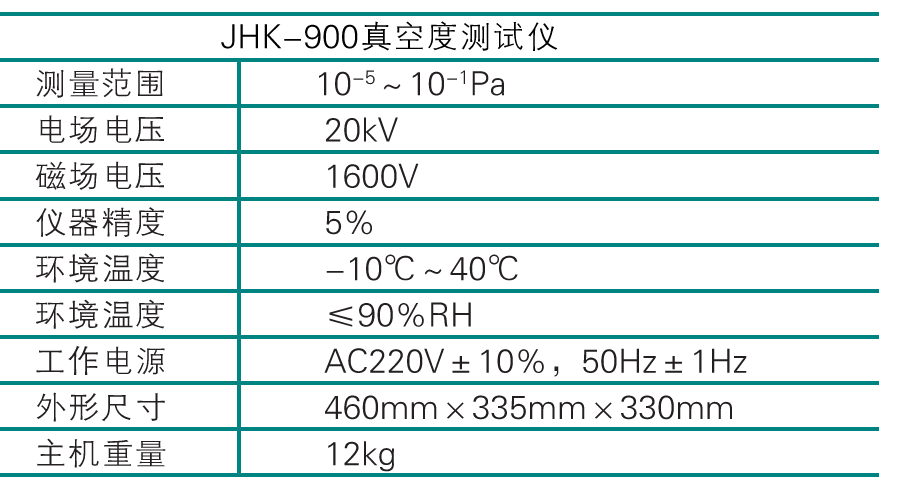 JHK-900真空度测试仪
测量范围 10⁻⁵~10⁻¹Pa
电场电压 20kV
磁场电压 1600V
仪器精度 5%
环境温度 -10℃~40℃
环境温度 ≤90%RH
工作电源 AC220V±10%，50Hz±1Hz
外形尺寸 460mm×335mm×330mm
主机重量 12kg